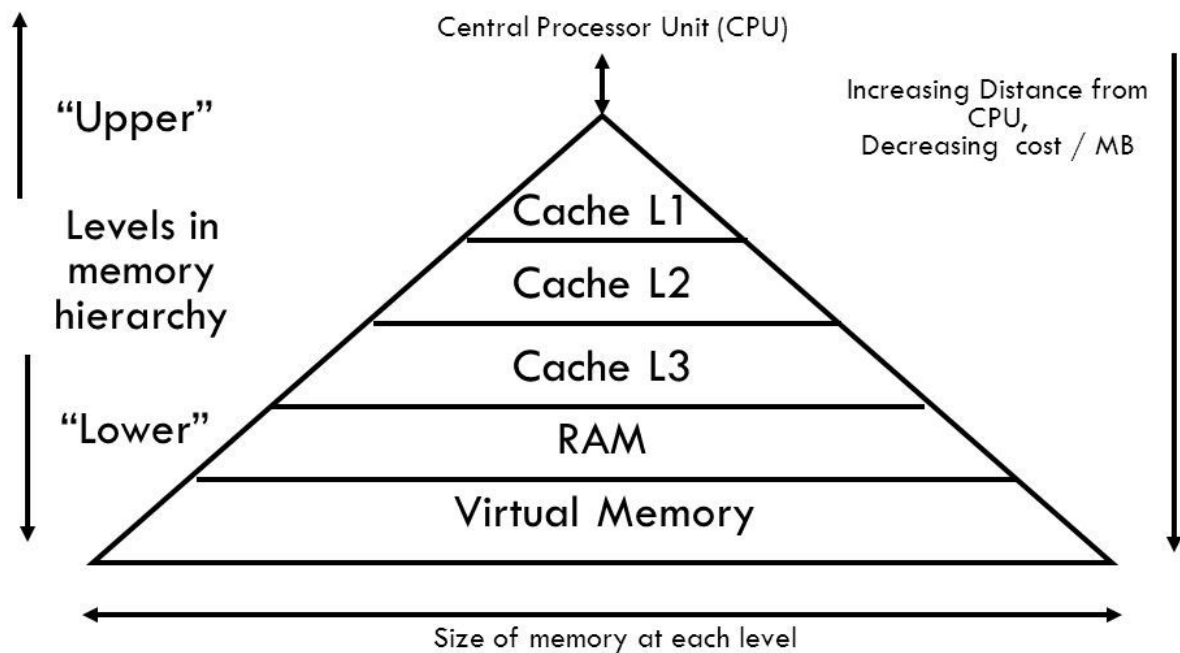 Central Processor Unit (CPU)
“Upper”
Increasing Distance from
CPU,
Decreasing cost / MB
Levels in
memory
hierarchy
“Lower”
Cache L1
Cache L2
Cache L3
RAM
Virtual Memory
Size of memory at each level